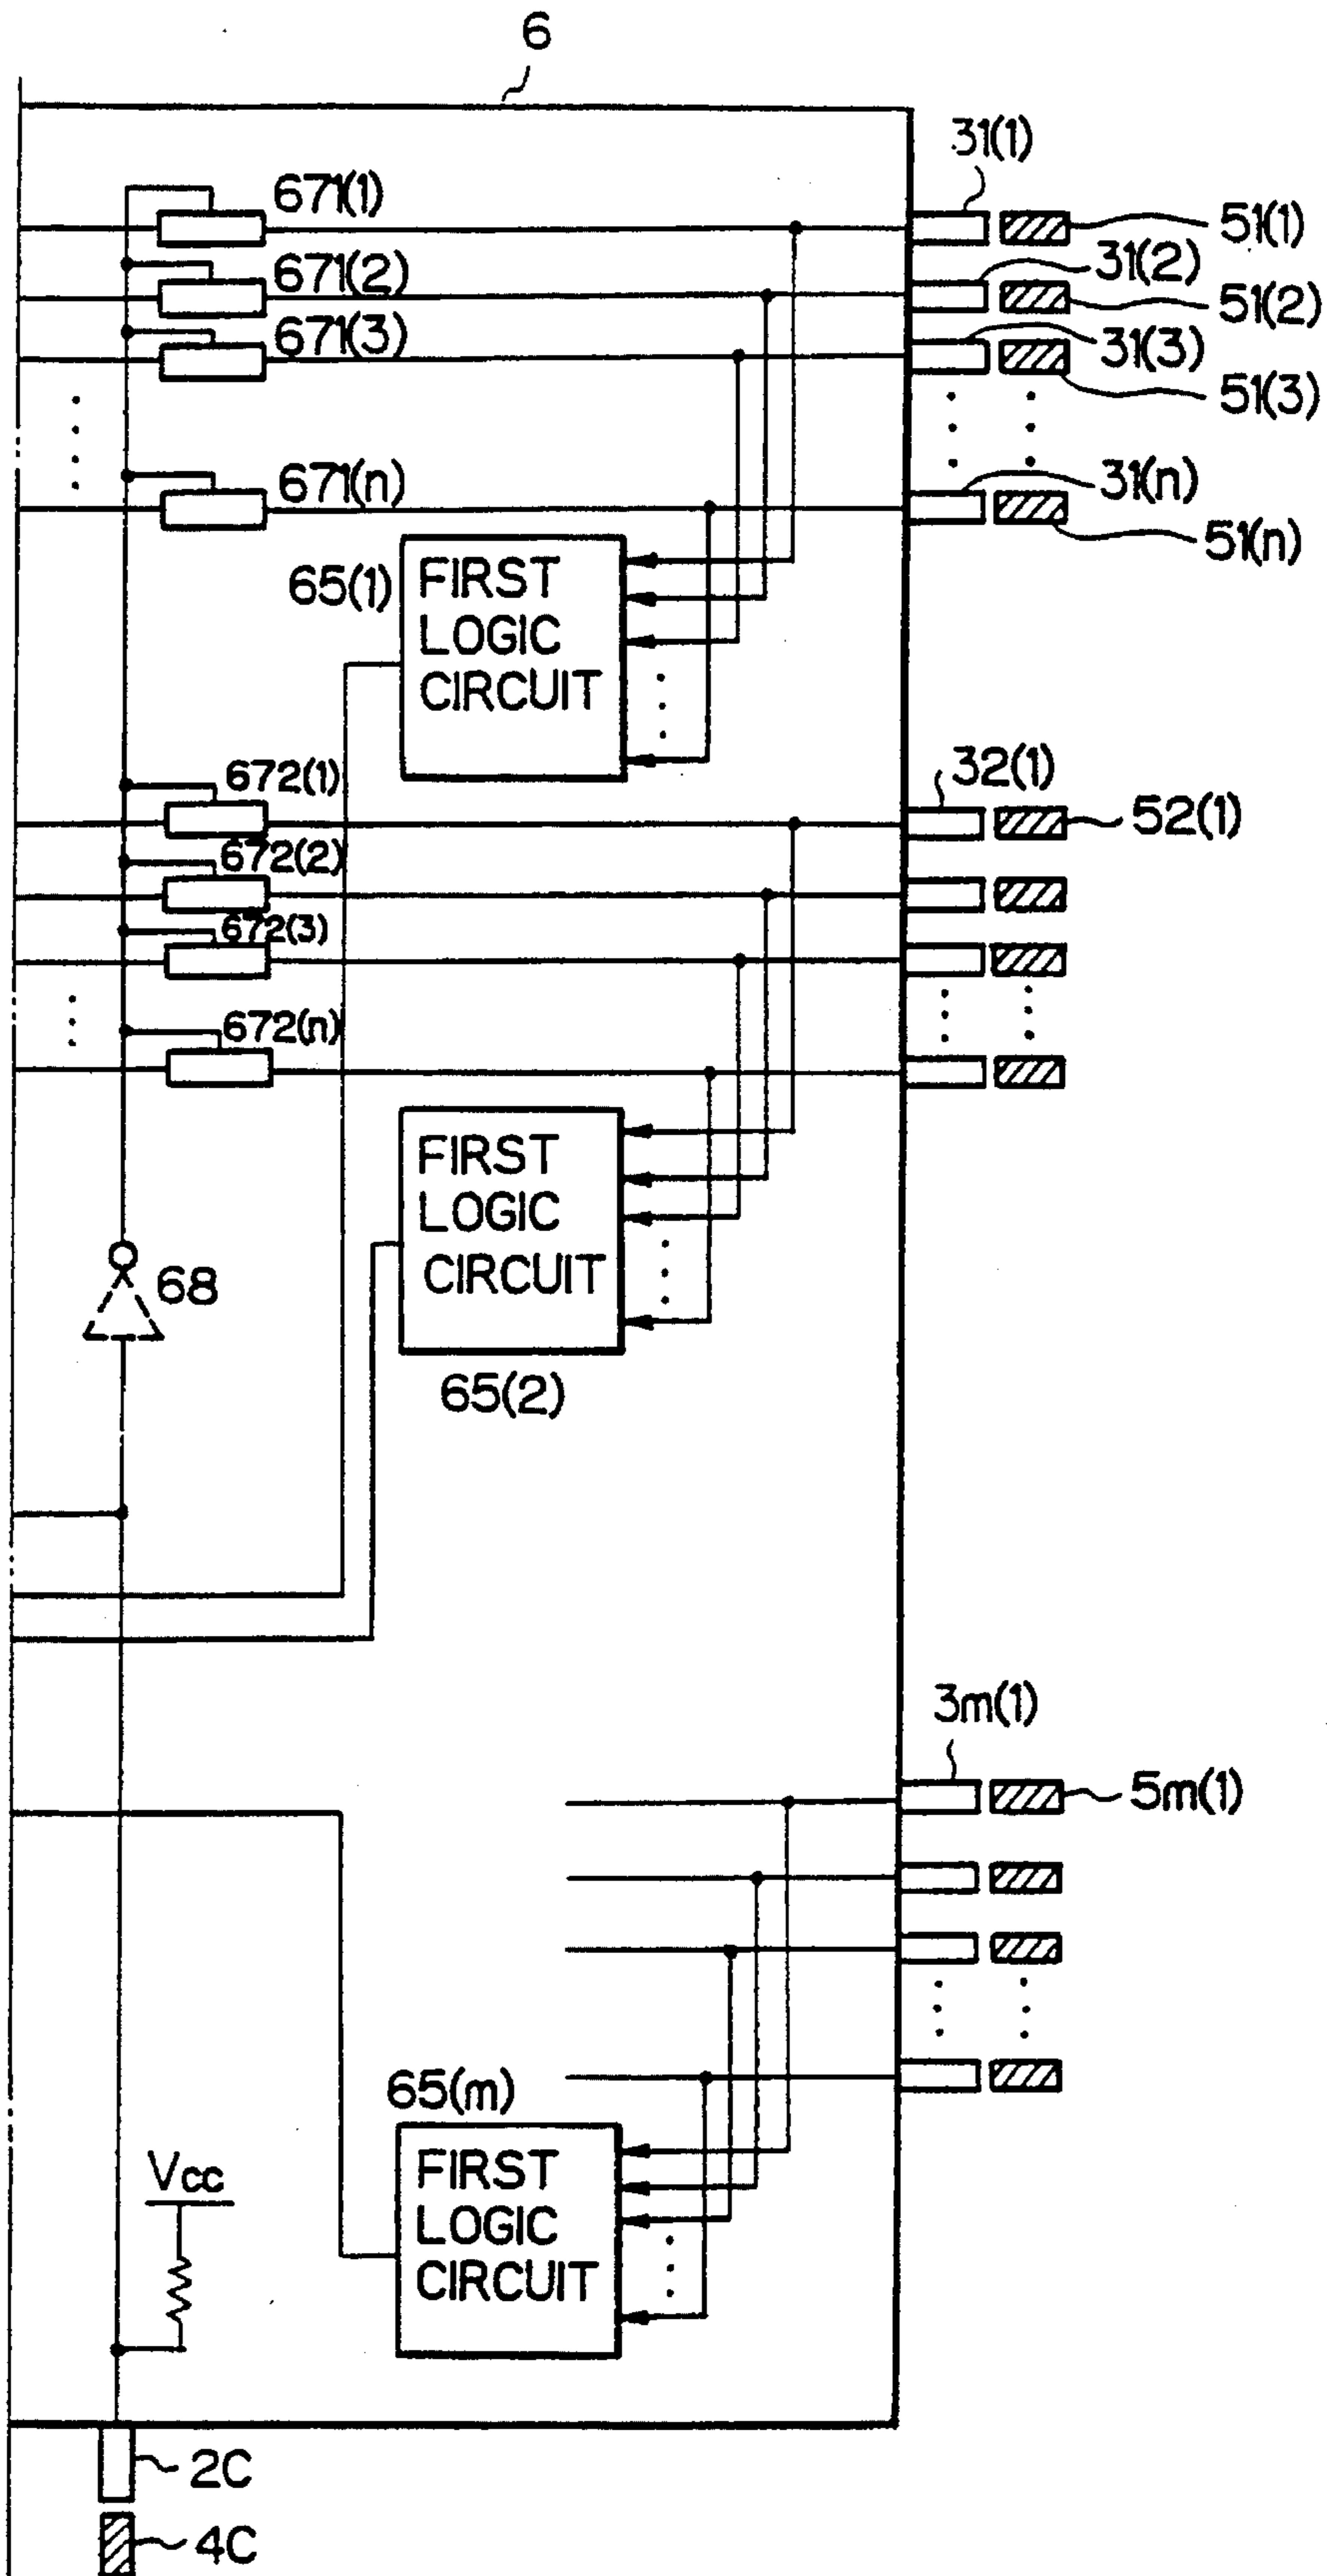 6
31(1)
671(1)
51(1)
31(2)
671(2)
51(2)
671(3)
31(3)
51(3)
671(n)
31(n)
51(n)
65(1)
FIRST
LOGIC
CIRCUIT
672(1)
32(1)
52(1)
672(2)
672(3)
672(n)
FIRST
LOGIC
CIRCUIT
68
65(2)
3m(1)
5m(1)
65(m)
Vcc
FIRST
LOGIC
CIRCUIT
2C
4C